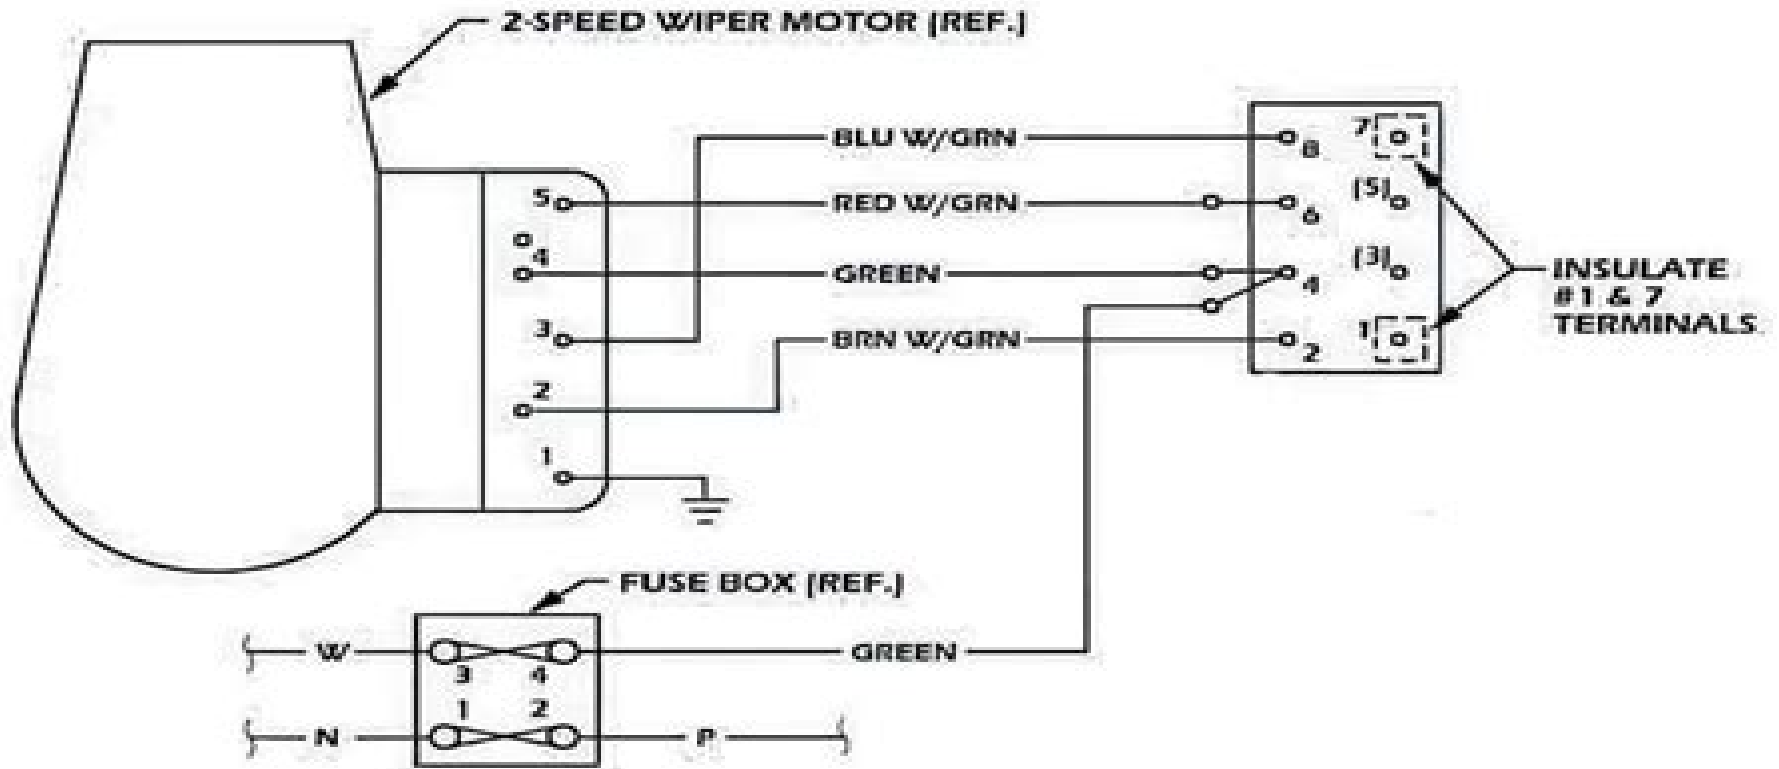 2-SPEED WIPER MOTOR (REF.)
BLU W/GRN
8
7
5
RED W/GRN
6
(5)
4
GREEN
4
(3)
INSULATE
#1 & 7
TERMINALS
3
BRN W/GRN
2
1
2
1
FUSE BOX (REF.)
W
3
4
GREEN
1
2
N
P